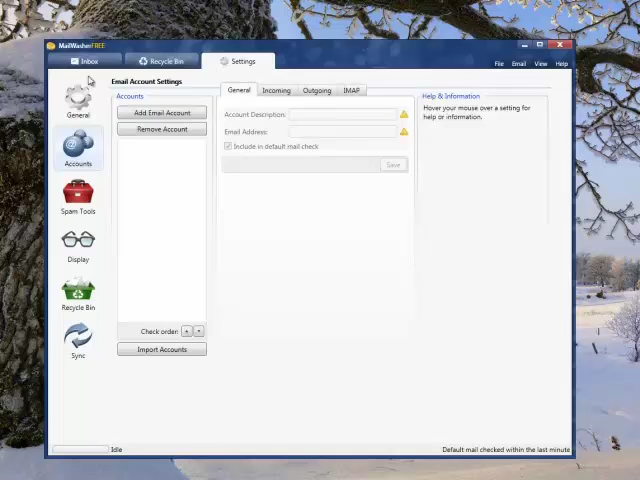 MailWasherFREE
Inbox
Recycle Bin
Settings
File Email View Help
General
Accounts
Spam Tools
Display
Recycle Bin
Sync
Email Account Settings
Accounts
Add Email Account
Remove Account
Check order:
Import Accounts
General Incoming Outgoing IMAP
Account Description:
Email Address:
Include in default mail check
Save
Help & Information
Hover your mouse over a setting for
help or information.
Idle
Default mail checked within the last minute